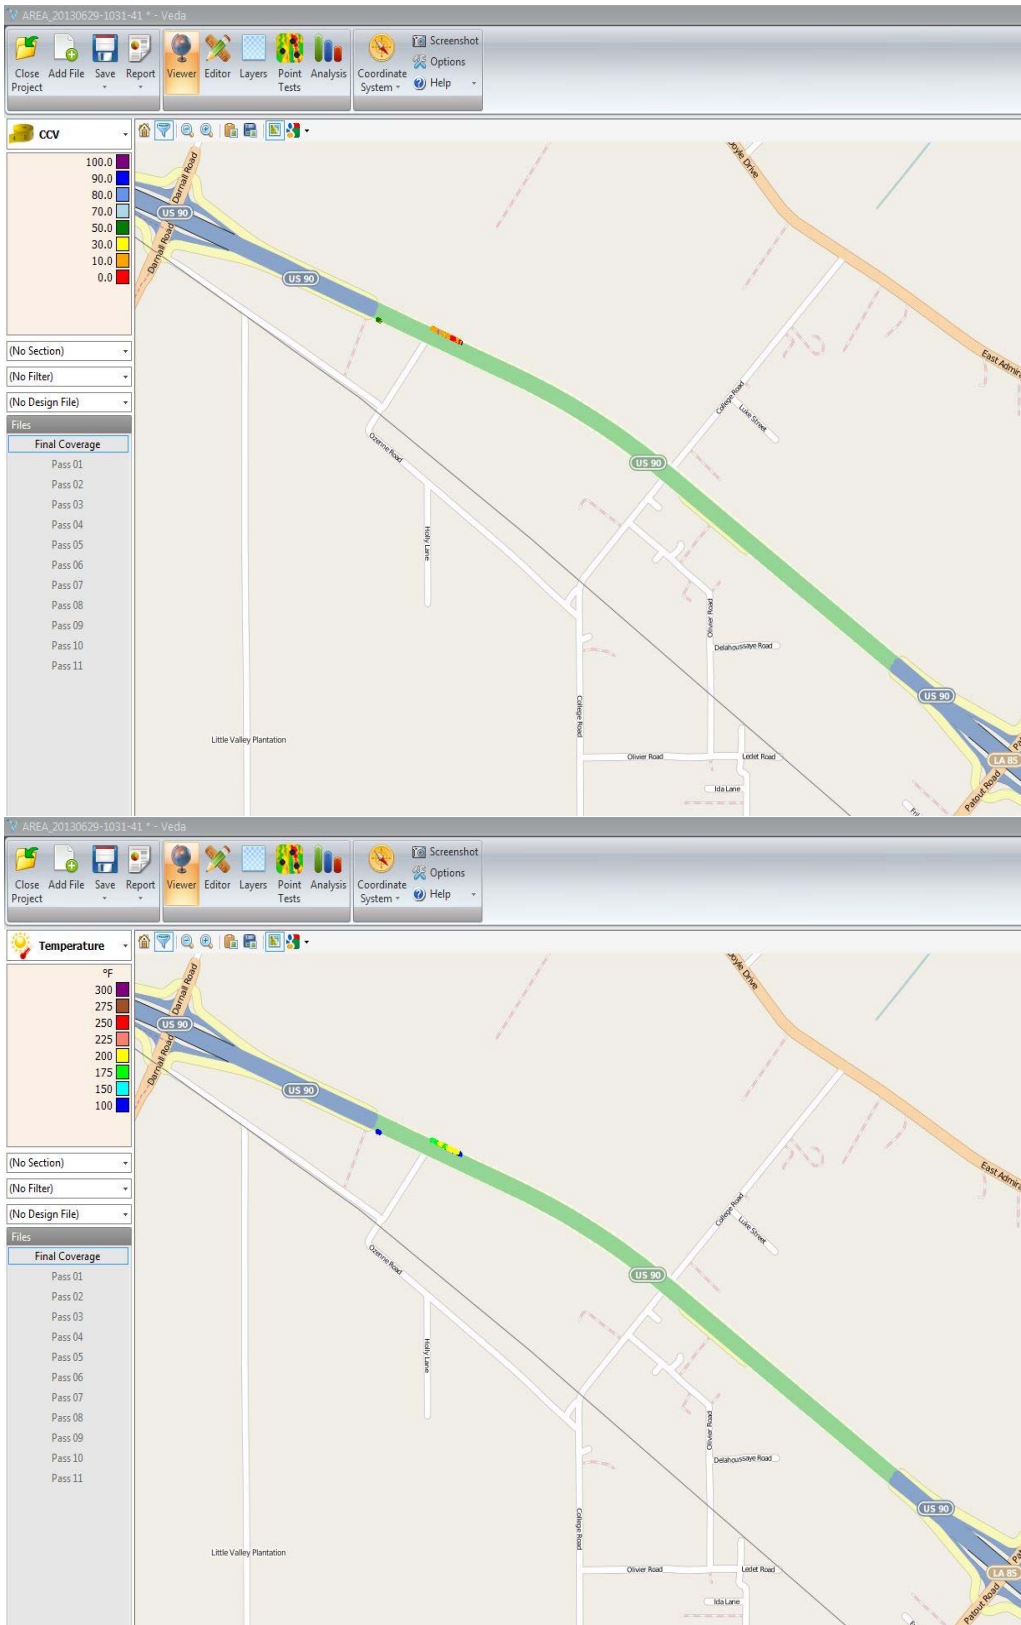 AREA_20130629-1031-41 * - Veda
Close Project
Add File
Save
Report
Viewer
Editor
Layers
Point Tests
Analysis
Coordinate System
Screenshot
Options
Help
CCV
100.0
90.0
80.0
70.0
50.0
30.0
10.0
0.0
(No Section)
(No Filter)
(No Design File)
Files
Final Coverage
Pass 01
Pass 02
Pass 03
Pass 04
Pass 05
Pass 06
Pass 07
Pass 08
Pass 09
Pass 10
Pass 11
Darnall Road
US 90
Darnall Road
US 90
oyle Drive
East Admira
College Road
Luke Street
US 90
Ozenne Road
Holly Lane
Olivier Road
Delahoussaye Road
US 90
College Road
Little Valley Plantation
Olivier Road
Ledet Road
LA 85
Patout Road
Ida Lane
AREA_20130629-1031-41 * - Veda
Close Project
Add File
Save
Report
Viewer
Editor
Layers
Point Tests
Analysis
Coordinate System
Screenshot
Options
Help
Temperature
°F
300
275
250
225
200
175
150
100
(No Section)
(No Filter)
(No Design File)
Files
Final Coverage
Pass 01
Pass 02
Pass 03
Pass 04
Pass 05
Pass 06
Pass 07
Pass 08
Pass 09
Pass 10
Pass 11
Darnall Road
US 90
Darnall Road
US 90
oyle Drive
East Admira
College Road
Luke Street
US 90
Ozenne Road
Holly Lane
Olivier Road
Delahoussaye Road
US 90
College Road
Little Valley Plantation
Olivier Road
Ledet Road
LA 85
Patout Road
Ida Lane